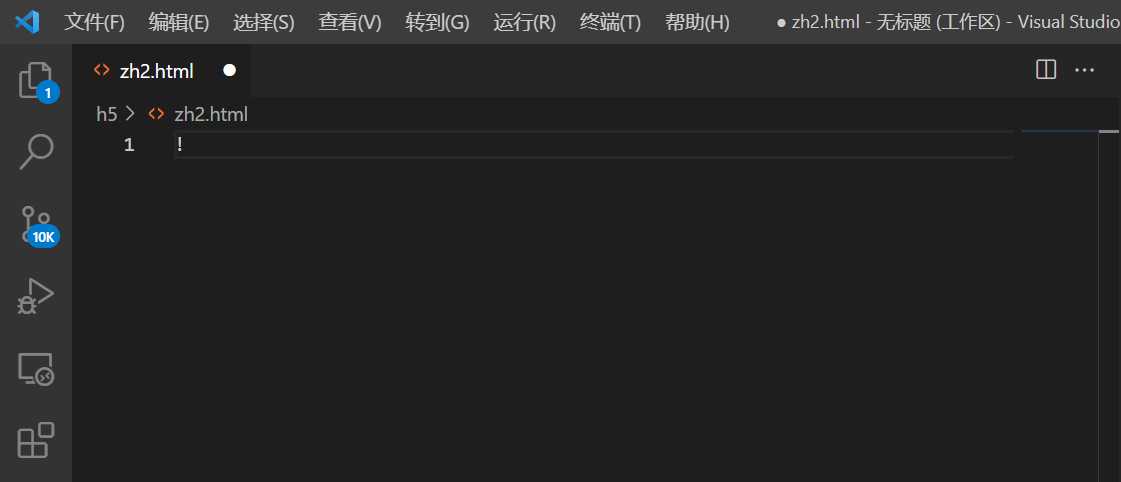 文件(F) 编辑(E) 选择(S) 查看(V) 转到(G) 运行(R) 终端(T) 帮助(H) ● zh2.html - 无标题 (工作区) - Visual Studio
<> zh2.html ●
1
h5 > <> zh2.html
1 !
10K